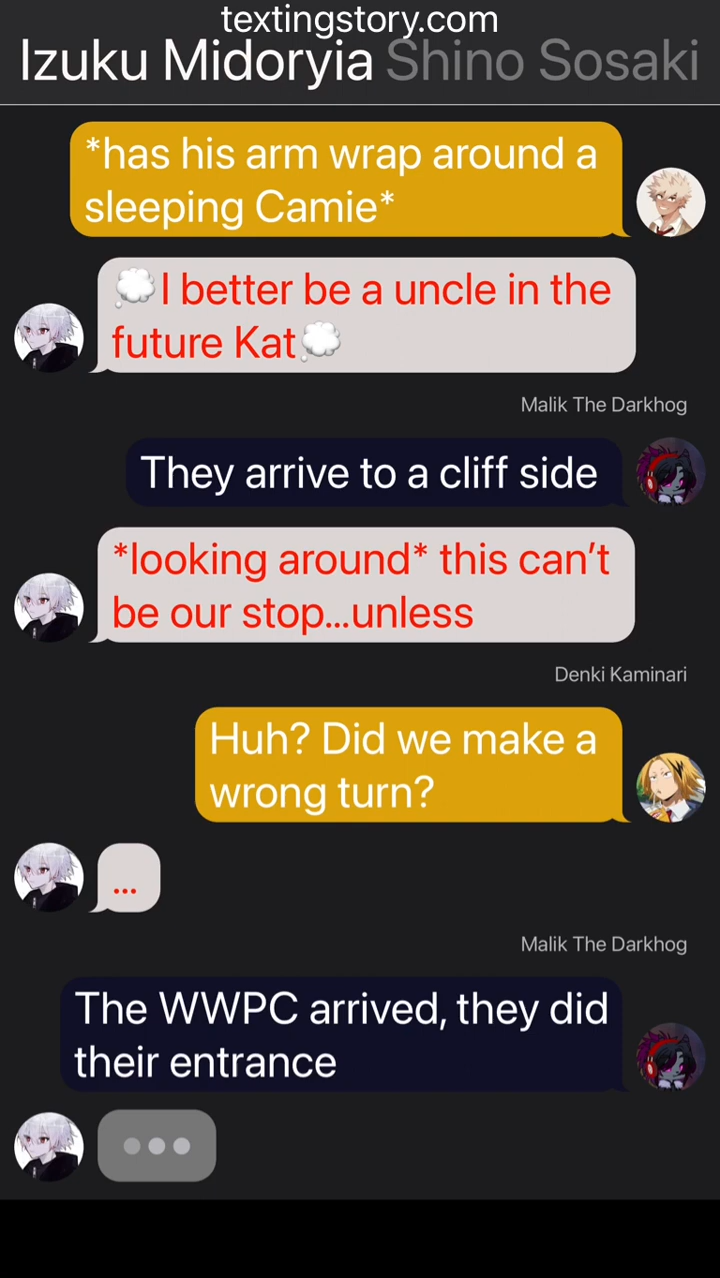 textingstory.com
Izuku Midoryia Shino Sosaki
*has his arm wrap around a
sleeping Camie*
💭I better be a uncle in the
future Kat💭
Malik The Darkhog
They arrive to a cliff side
*looking around* this can’t
be our stop...unless
Denki Kaminari
Huh? Did we make a
wrong turn?
...
Malik The Darkhog
The WWPC arrived, they did
their entrance